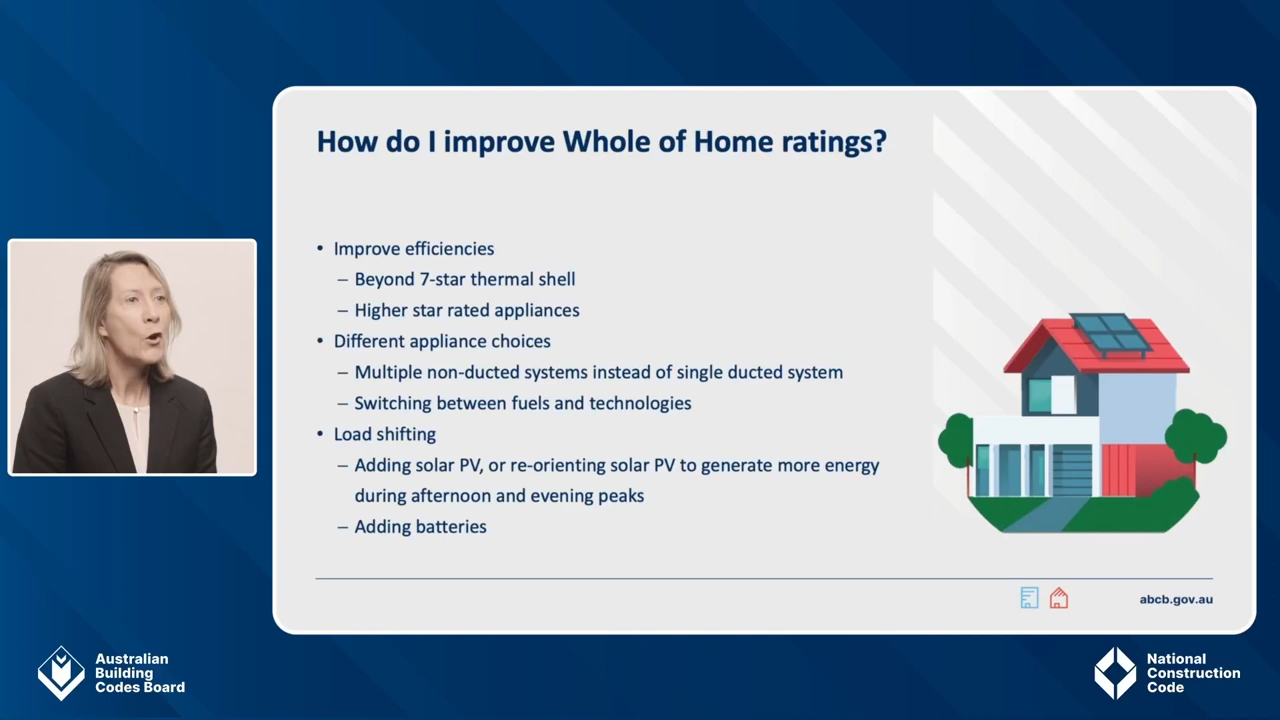 How do I improve Whole of Home ratings?
• Improve efficiencies
– Beyond 7-star thermal shell
– Higher star rated appliances
• Different appliance choices
– Multiple non-ducted systems instead of single ducted system
– Switching between fuels and technologies
• Load shifting
– Adding solar PV, or re-orienting solar PV to generate more energy
during afternoon and evening peaks
– Adding batteries
abcb.gov.au
Australian
Building
Codes Board
National
Construction
Code